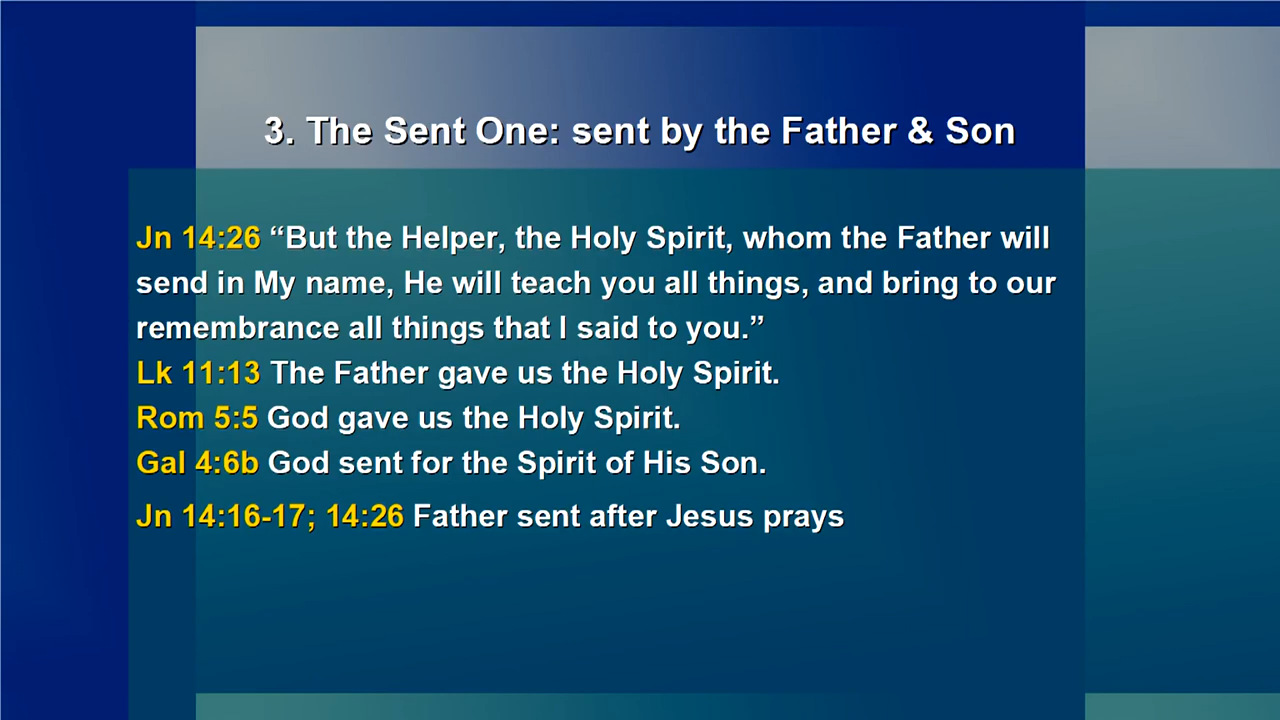 3. The Sent One: sent by the Father & Son
Jn 14:26 “But the Helper, the Holy Spirit, whom the Father will
send in My name, He will teach you all things, and bring to our
remembrance all things that I said to you.”
Lk 11:13 The Father gave us the Holy Spirit.
Rom 5:5 God gave us the Holy Spirit.
Gal 4:6b God sent for the Spirit of His Son.
Jn 14:16-17; 14:26 Father sent after Jesus prays